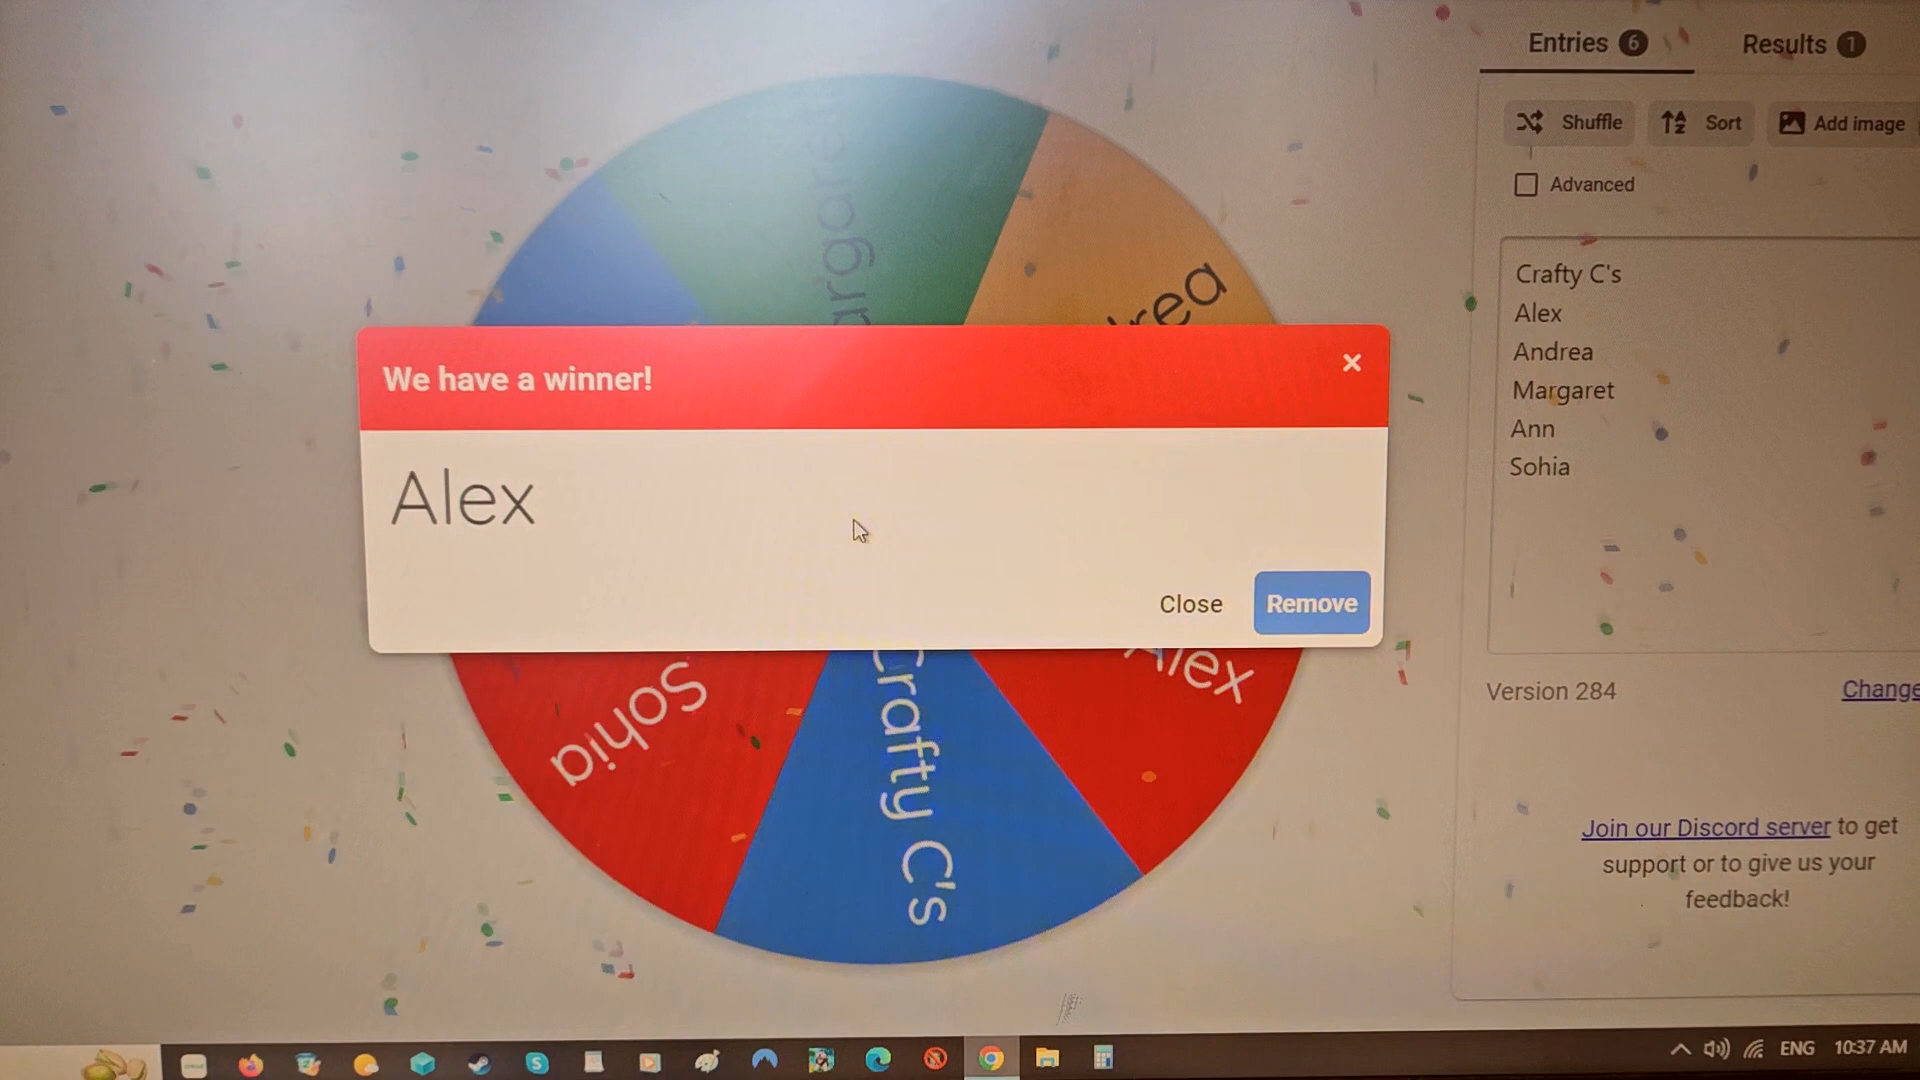 Entries 6 Results 1
Shuffle Sort Add image
Advanced
Crafty C's
Alex
Andrea
Margaret
Ann
Sohia
We have a winner!
Alex
Close Remove
Sohia
Crafty C's
Alex
Version 284
Change
Join our Discord server to get
support or to give us your
feedback!
ENG 10:37 AM